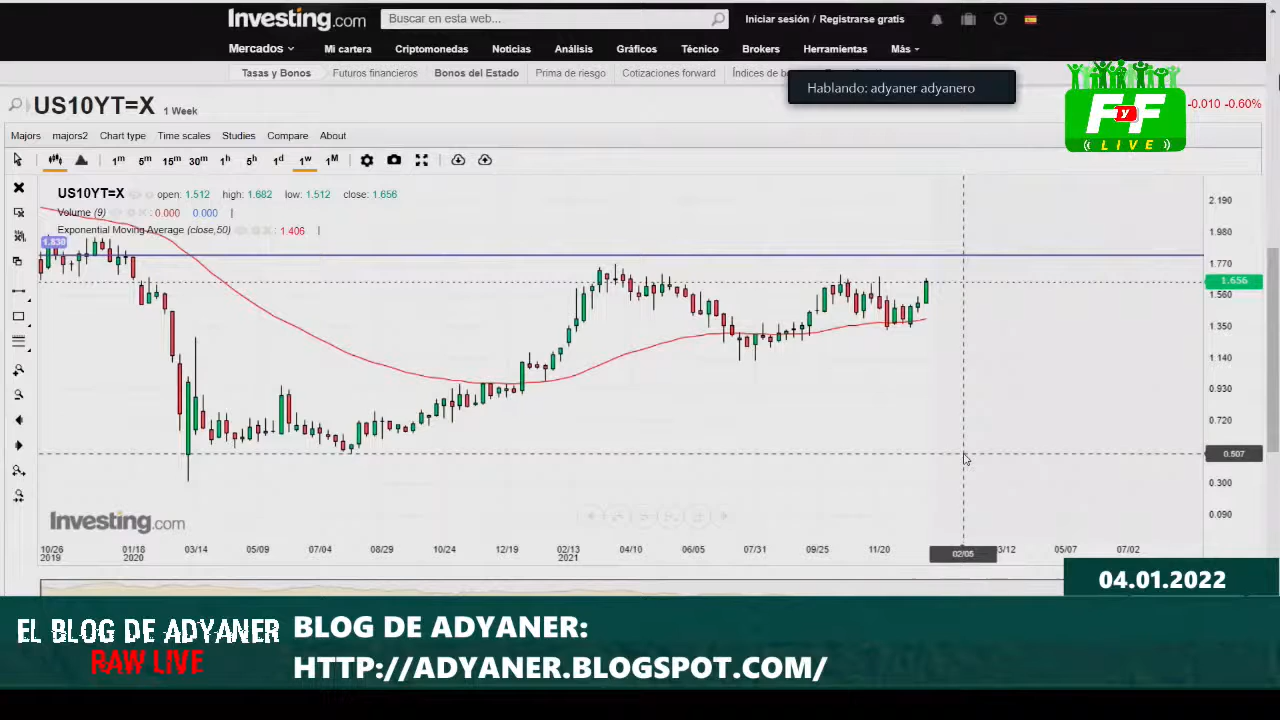 Investing.com
Buscar en esta web...
Iniciar sesión / Registrarse gratis
Mercados
Mi cartera
Criptomonedas
Noticias
Análisis
Gráficos
Técnico
Brokers
Herramientas
Más
Tasas y Bonos
Futuros financieros
Bonos del Estado
Prima de riesgo
Cotizaciones forward
Índices de
Hablando: adyaner adyanero
F y F
LIVE
-0.010 -0.60%
US10YT=X 1 Week
Majors majors2 Chart type Time scales Studies Compare About
1m 5m 15m 30m 1h 5h 1d 1w 1M
US10YT=X open: 1.512 high: 1.682 low: 1.512 close: 1.656
Volume (9) : 0.000 0.000
Exponential Moving Average (close,50) : 1.406
1.830
2.190
1.980
1.770
1.656
1.560
1.350
1.140
0.930
0.720
0.507
0.300
0.090
Investing.com
10/26 01/18 03/14 05/09 07/04 08/29 10/24 12/19 02/13 04/10 06/05 07/31 09/25 11/20 02/05 3/12 05/07 07/02
2019 2020 2021
04.01.2022
EL BLOG DE ADYANER
RAW LIVE
BLOG DE ADYANER:
HTTP://ADYANER.BLOGSPOT.COM/